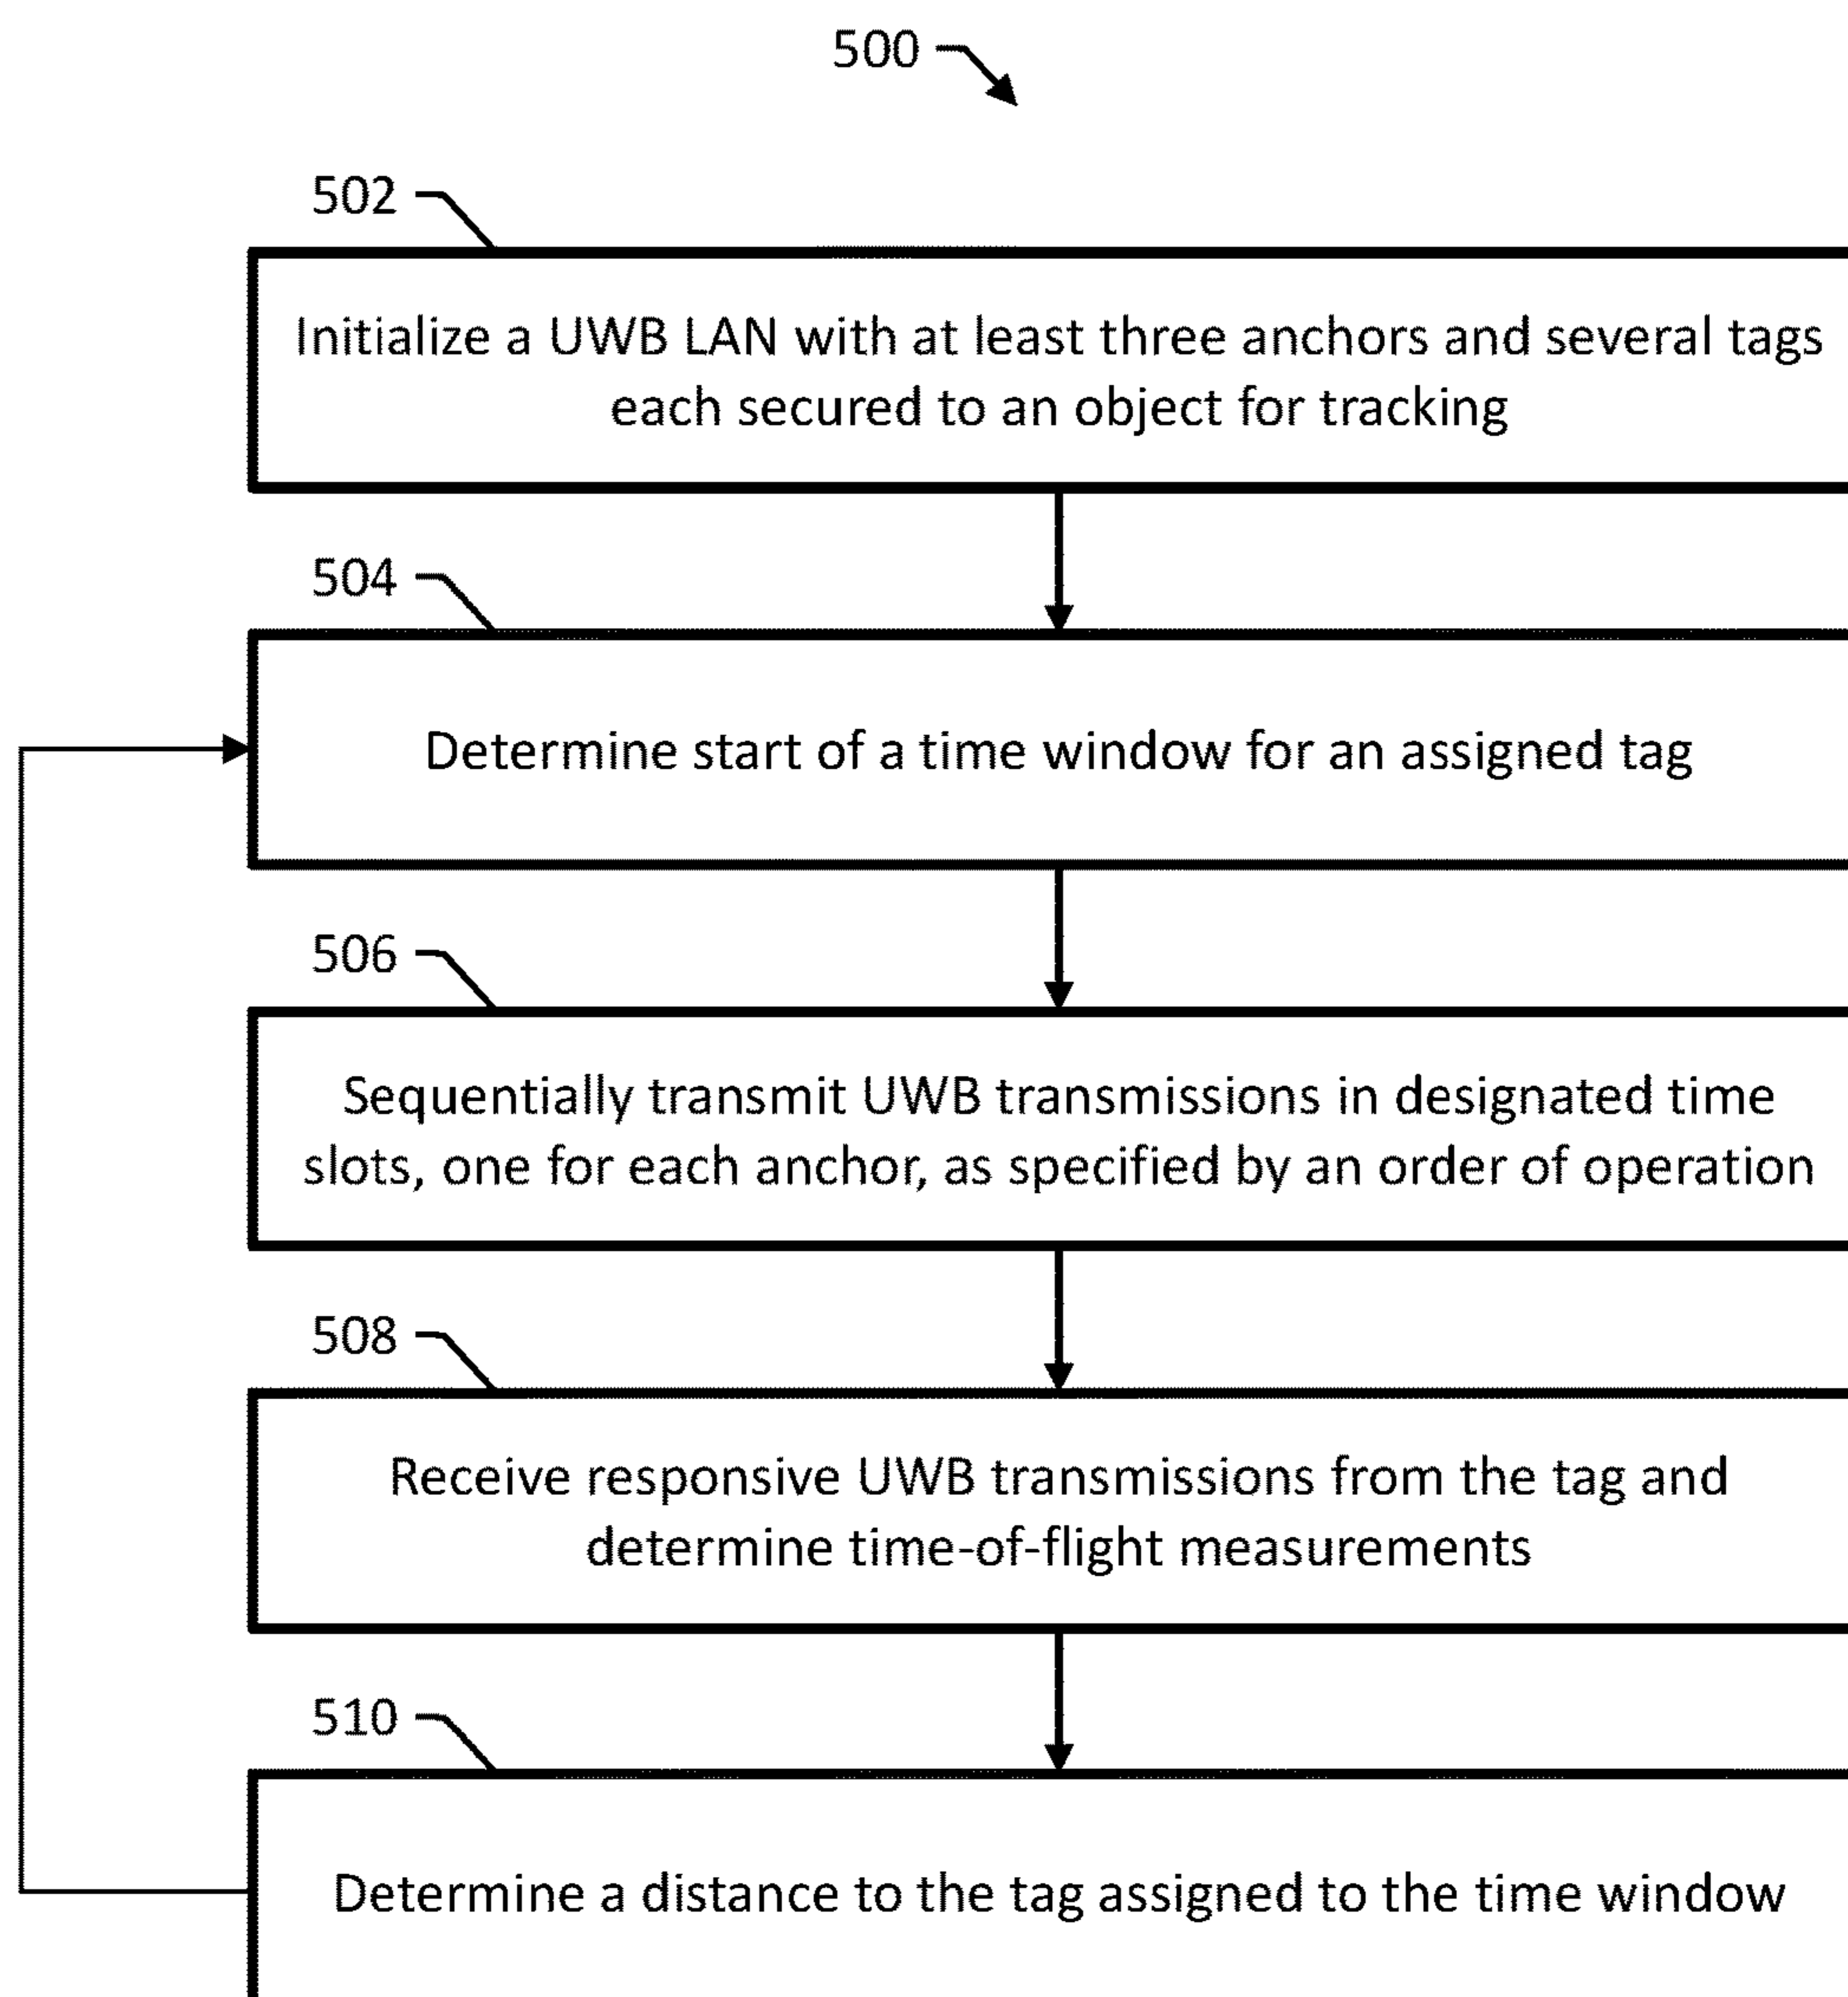 500
502
Initialize a UWB LAN with at least three anchors and several tags
each secured to an object for tracking
504
Determine start of a time window for an assigned tag
506
Sequentially transmit UWB transmissions in designated time
slots, one for each anchor, as specified by an order of operation
508
Receive responsive UWB transmissions from the tag and
determine time-of-flight measurements
510
Determine a distance to the tag assigned to the time window